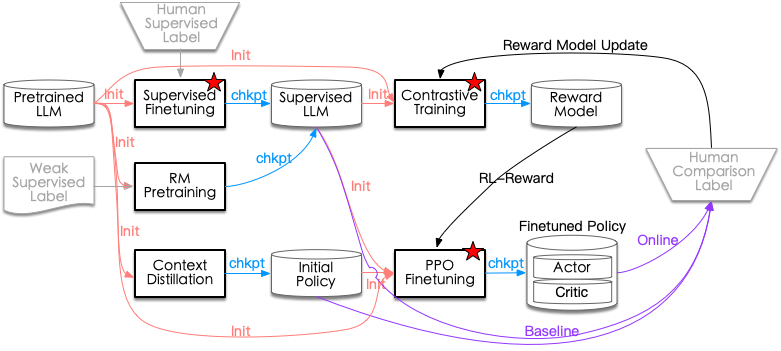 Human
Supervised
Label
Init
Reward Model Update
Pretrained
LLM
Init
Supervised
Finetuning
chkpt
Supervised
LLM
Init
Contrastive
Training
chkpt
Reward
Model
Init
chkpt
Weak
Supervised
Label
RM
Pretraining
Init
RL-Reward
Human
Comparison
Label
Init
Finetuned Policy
Online
Context
Distillation
chkpt
Initial
Policy
Init
PPO
Finetuning
chkpt
Actor
Critic
Init
Baseline